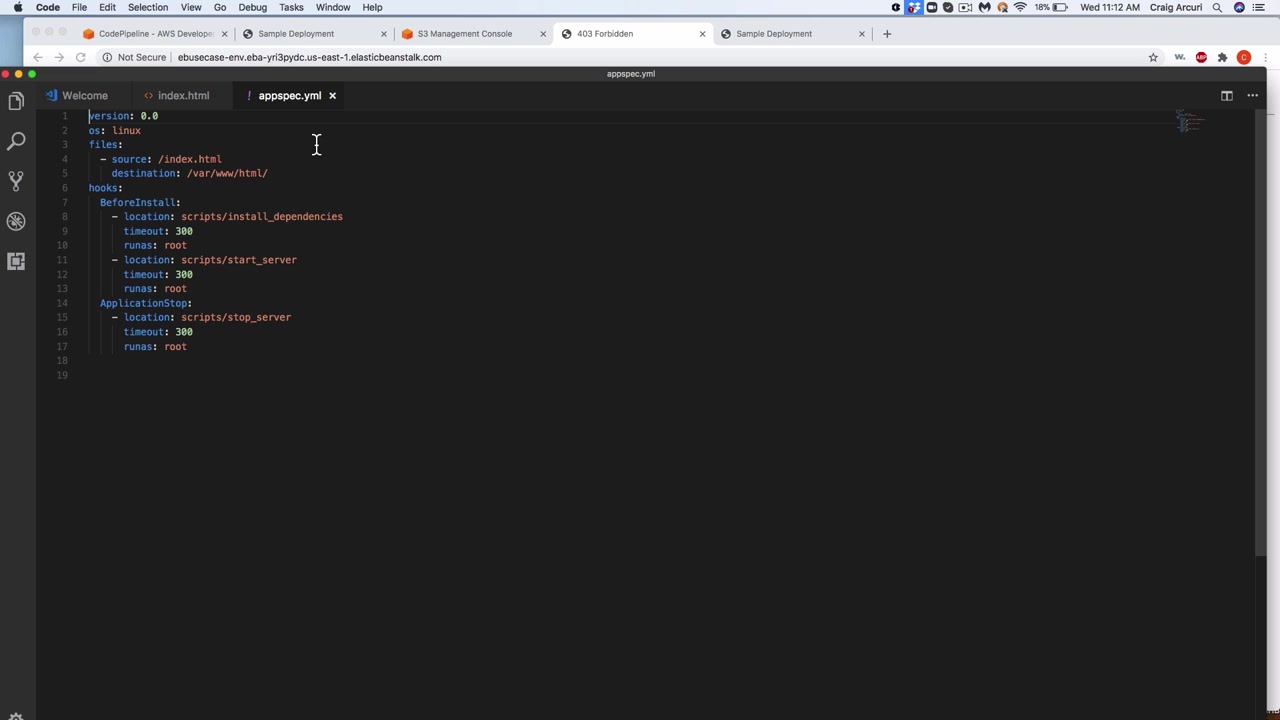 Code File Edit Selection View Go Debug Tasks Window Help 18% Wed 11:12 AM Craig Arcuri
CodePipeline - AWS Develope Sample Deployment S3 Management Console 403 Forbidden Sample Deployment
Not Secure ebusecase-env.eba-yri3pydc.us-east-1.elasticbeanstalk.com W. ABP C
appspec.yml
Welcome index.html appspec.yml
1 version: 0.0
2 os: linux
3 files:
4 - source: /index.html
5 destination: /var/www/html/
6 hooks:
7 BeforeInstall:
8 - location: scripts/install_dependencies
9 timeout: 300
10 runas: root
11 - location: scripts/start_server
12 timeout: 300
13 runas: root
14 ApplicationStop:
15 - location: scripts/stop_server
16 timeout: 300
17 runas: root
18
19